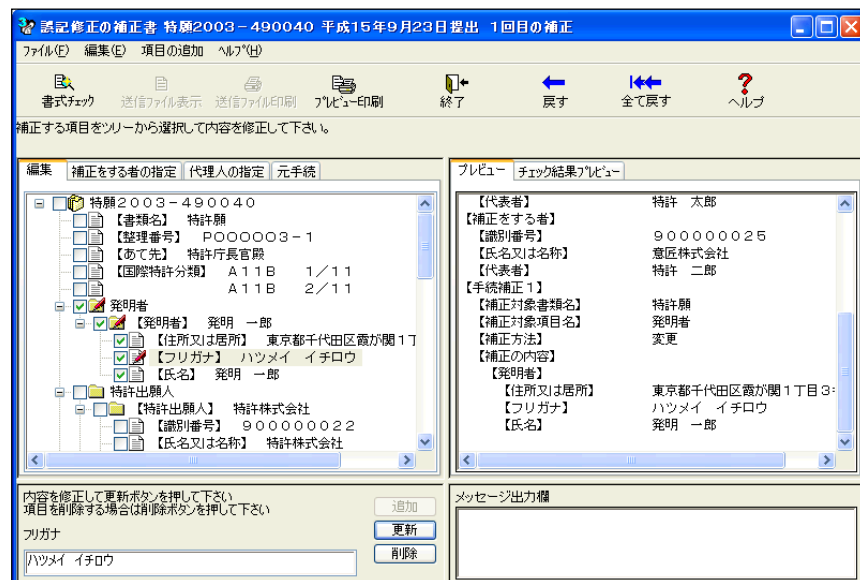 誤記修正の補正書 特願2003-490040 平成15年9月23日提出 1回目の補正
ファイル(F) 編集(E) 項目の追加 ヘルプ(H)
書式チェック 送信ファイル表示 送信ファイル印刷 プレビュー印刷 終了 戻す 全て戻す ヘルプ
補正する項目をツリーから選択して内容を修正して下さい。
編集 補正をする者の指定 代理人の指定 元手続
特願2003-490040
【書類名】 特許願
【整理番号】 P000003-1
【あて先】 特許庁長官殿
【国際特許分類】 A11B 1/11
A11B 2/11
発明者
【発明者】 発明 一郎
【住所又は居所】 東京都千代田区霞が関1丁
【フリガナ】 ハツメイ イチロウ
【氏名】 発明 一郎
特許出願人
【特許出願人】 特許株式会社
【識別番号】 900000022
【氏名又は名称】 特許株式会社
プレビュー チェック結果プレビュー
【代表者】 特許 太郎
【補正をする者】
【識別番号】 900000025
【氏名又は名称】 意匠株式会社
【代表者】 特許 二郎
【手続補正1】
【補正対象書類名】 特許願
【補正対象項目名】 発明者
【補正方法】 変更
【補正の内容】
【発明者】
【住所又は居所】 東京都千代田区霞が関1丁目3
【フリガナ】 ハツメイ イチロウ
【氏名】 発明 一郎
内容を修正して更新ボタンを押して下さい
項目を削除する場合は削除ボタンを押して下さい
追加
フリガナ
更新
ハツメイ イチロウ
削除
メッセージ出力欄